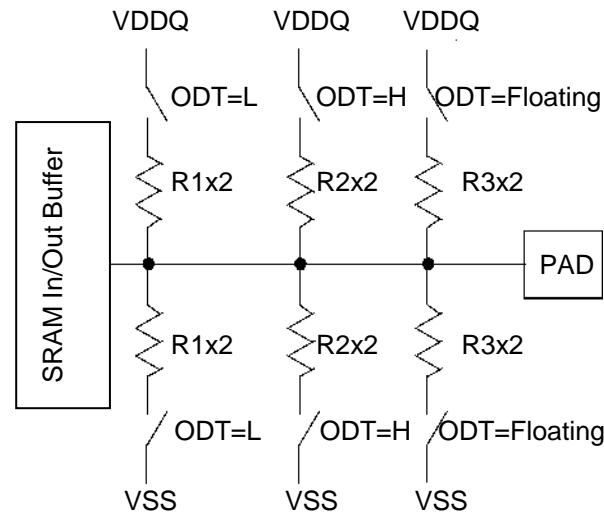 VDDQ VDDQ VDDQ
ODT=L ODT=H ODT=Floating
R1x2 R2x2 R3x2
SRAM In/Out Buffer
PAD
R1x2 R2x2 R3x2
ODT=L ODT=H ODT=Floating
VSS VSS VSS